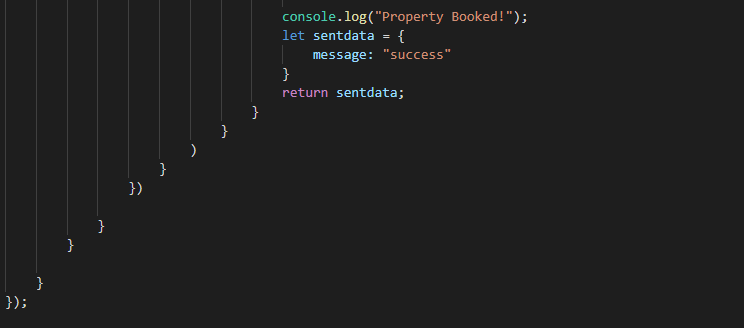 console.log("Property Booked!");
let sentdata = {
message: "success"
}
return sentdata;
}
}
)
}
})
}
}
}
});